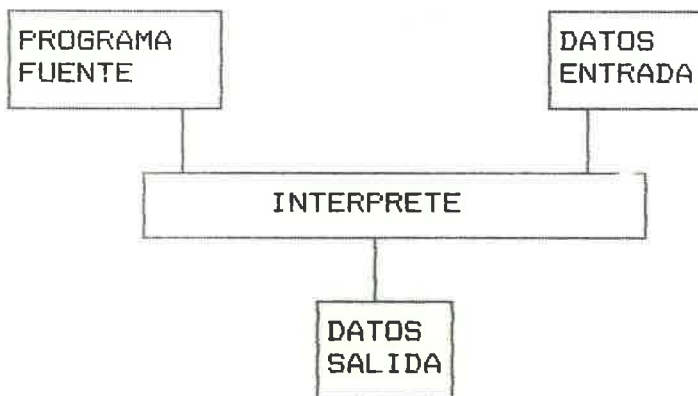 PROGRAMA
FUENTE
DATOS
ENTRADA
INTERPRETE
DATOS
SALIDA